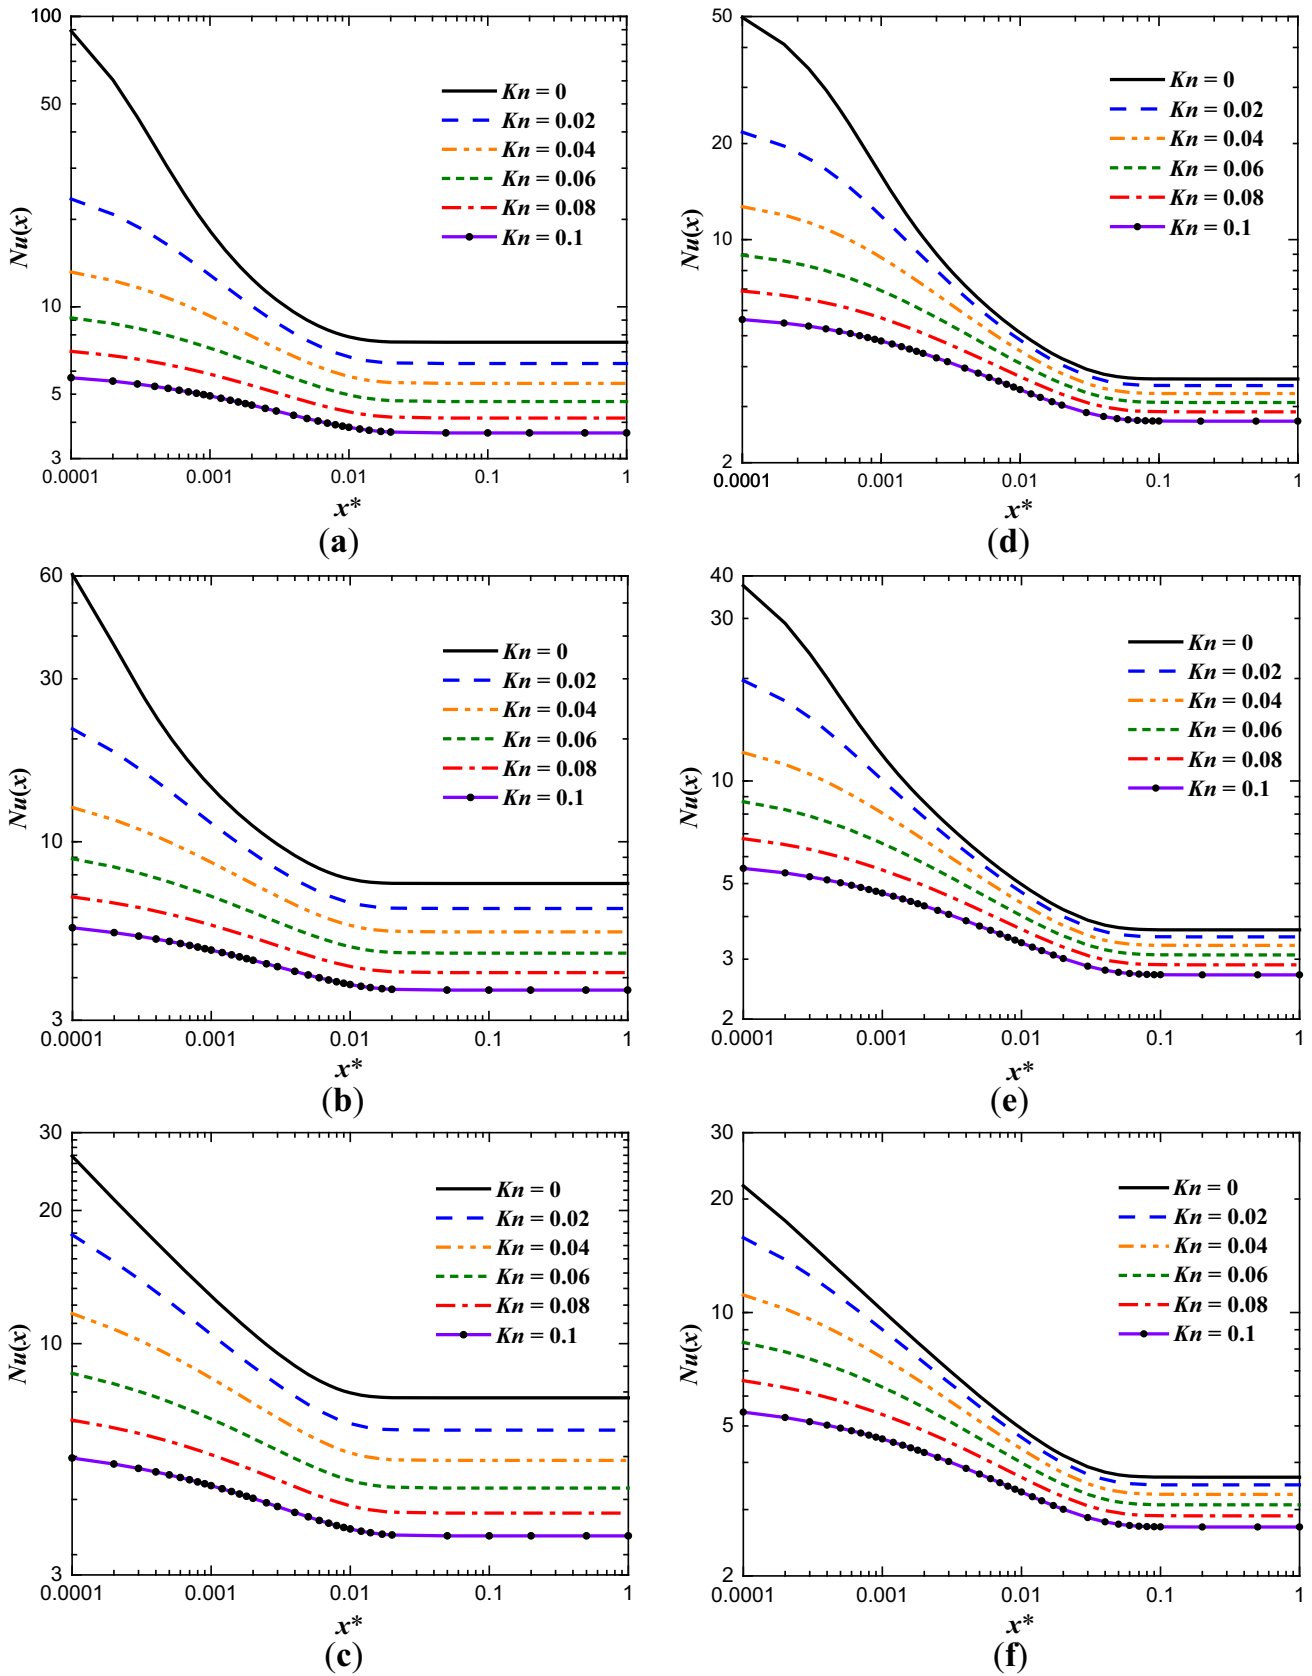 100
50
10
5
3
Nu(x)
Kn = 0
Kn = 0.02
Kn = 0.04
Kn = 0.06
Kn = 0.08
Kn = 0.1
0.0001
0.001
0.01
0.1
1
x*
(a)
50
20
10
2
Nu(x)
Kn = 0
Kn = 0.02
Kn = 0.04
Kn = 0.06
Kn = 0.08
Kn = 0.1
0.0001
0.001
0.01
0.1
1
x*
(d)
60
30
10
3
Nu(x)
Kn = 0
Kn = 0.02
Kn = 0.04
Kn = 0.06
Kn = 0.08
Kn = 0.1
0.0001
0.001
0.01
0.1
1
x*
(b)
40
30
10
5
3
2
Nu(x)
Kn = 0
Kn = 0.02
Kn = 0.04
Kn = 0.06
Kn = 0.08
Kn = 0.1
0.0001
0.001
0.01
0.1
1
x*
(e)
30
20
10
3
Nu(x)
Kn = 0
Kn = 0.02
Kn = 0.04
Kn = 0.06
Kn = 0.08
Kn = 0.1
0.0001
0.001
0.01
0.1
1
x*
(c)
30
20
10
5
2
Nu(x)
Kn = 0
Kn = 0.02
Kn = 0.04
Kn = 0.06
Kn = 0.08
Kn = 0.1
0.0001
0.001
0.01
0.1
1
x*
(f)